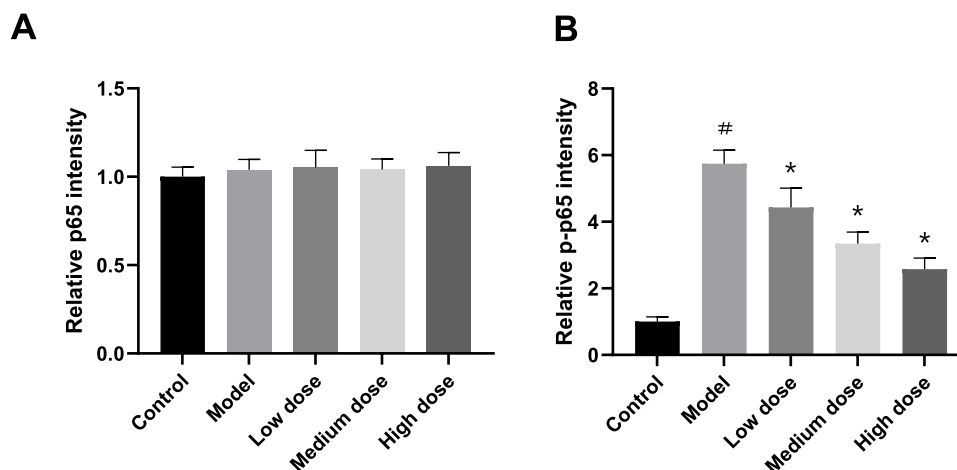 A
Relative p65 intensity
1.5
1.0
0.5
0.0
Control
Model
Low dose
Medium dose
High dose
B
Relative p-p65 intensity
8
6
4
2
0
#
*
*
*
Control
Model
Low dose
Medium dose
High dose